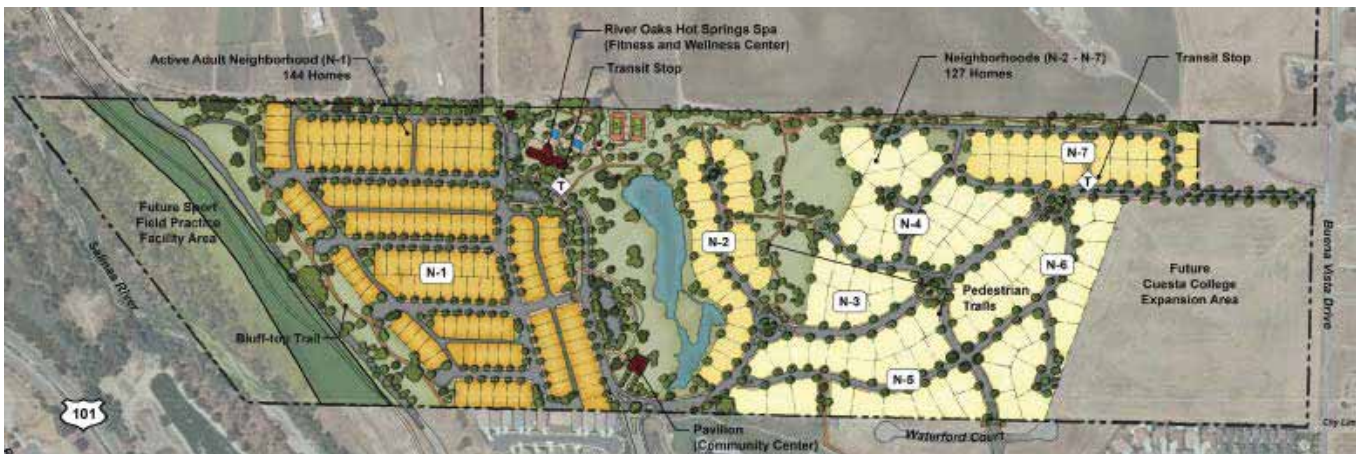 River Oaks Hot Springs Spa
(Fitness and Wellness Center)
Transit Stop
Active Adult Neighborhood (N-1)
144 Homes
Neighborhoods (N-2 - N-7)
127 Homes
Transit Stop
N-7
T
T
Future Sport
Field Practice
Facility Area
Salinas River
N-4
N-2
N-1
N-6
Future
Cuesta College
Expansion Area
Buena Vista Drive
N-3
Pedestrian
Trails
Bluff-top Trail
N-5
101
Pavilion
(Community Center)
Waterford Court